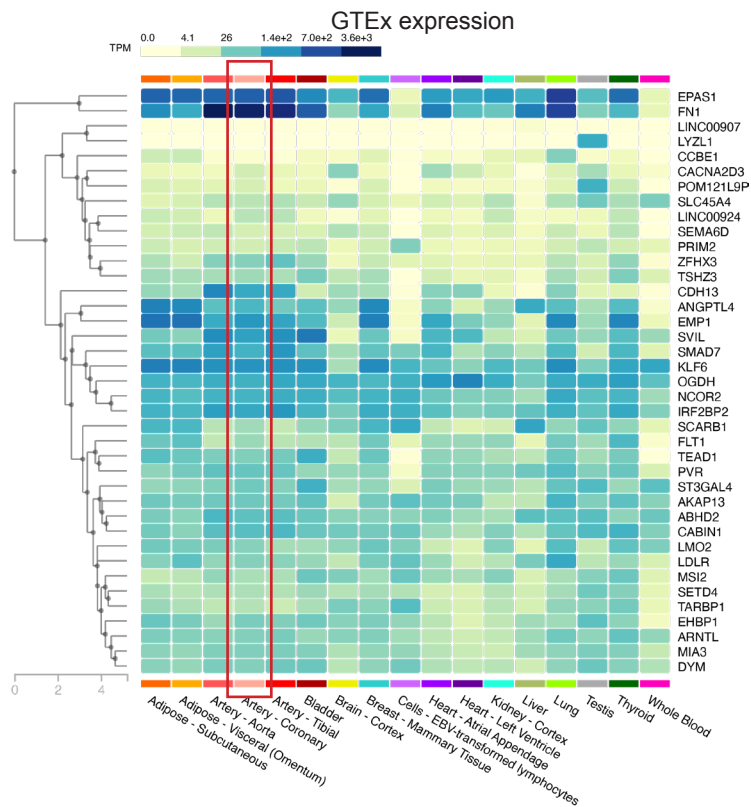 GTEx expression
TPM
0.0 4.1 26 1.4e+2 7.0e+2 3.6e+3
EPAS1
FN1
LINC00907
LYZL1
CCBE1
CACNA2D3
POM121L9P
SLC45A4
LINC00924
SEMA6D
PRIM2
ZFHX3
TSHZ3
CDH13
ANGPTL4
EMP1
SVIL
SMAD7
KLF6
OGDH
NCOR2
IRF2BP2
SCARB1
FLT1
TEAD1
PVR
ST3GAL4
AKAP13
ABHD2
CABIN1
LMO2
LDLR
MSI2
SETD4
TARBP1
EHBP1
ARNTL
MIA3
DYM
0 2 4
Adipose - Subcutaneous
Adipose - Visceral (Omentum)
Artery - Aorta
Artery - Coronary
Artery - Tibial
Bladder
Brain - Cortex
Breast - Mammary Tissue
Cells - EBV-transformed lymphocytes
Heart - Atrial Appendage
Heart - Left Ventricle
Kidney - Cortex
Liver
Lung
Testis
Thyroid
Whole Blood